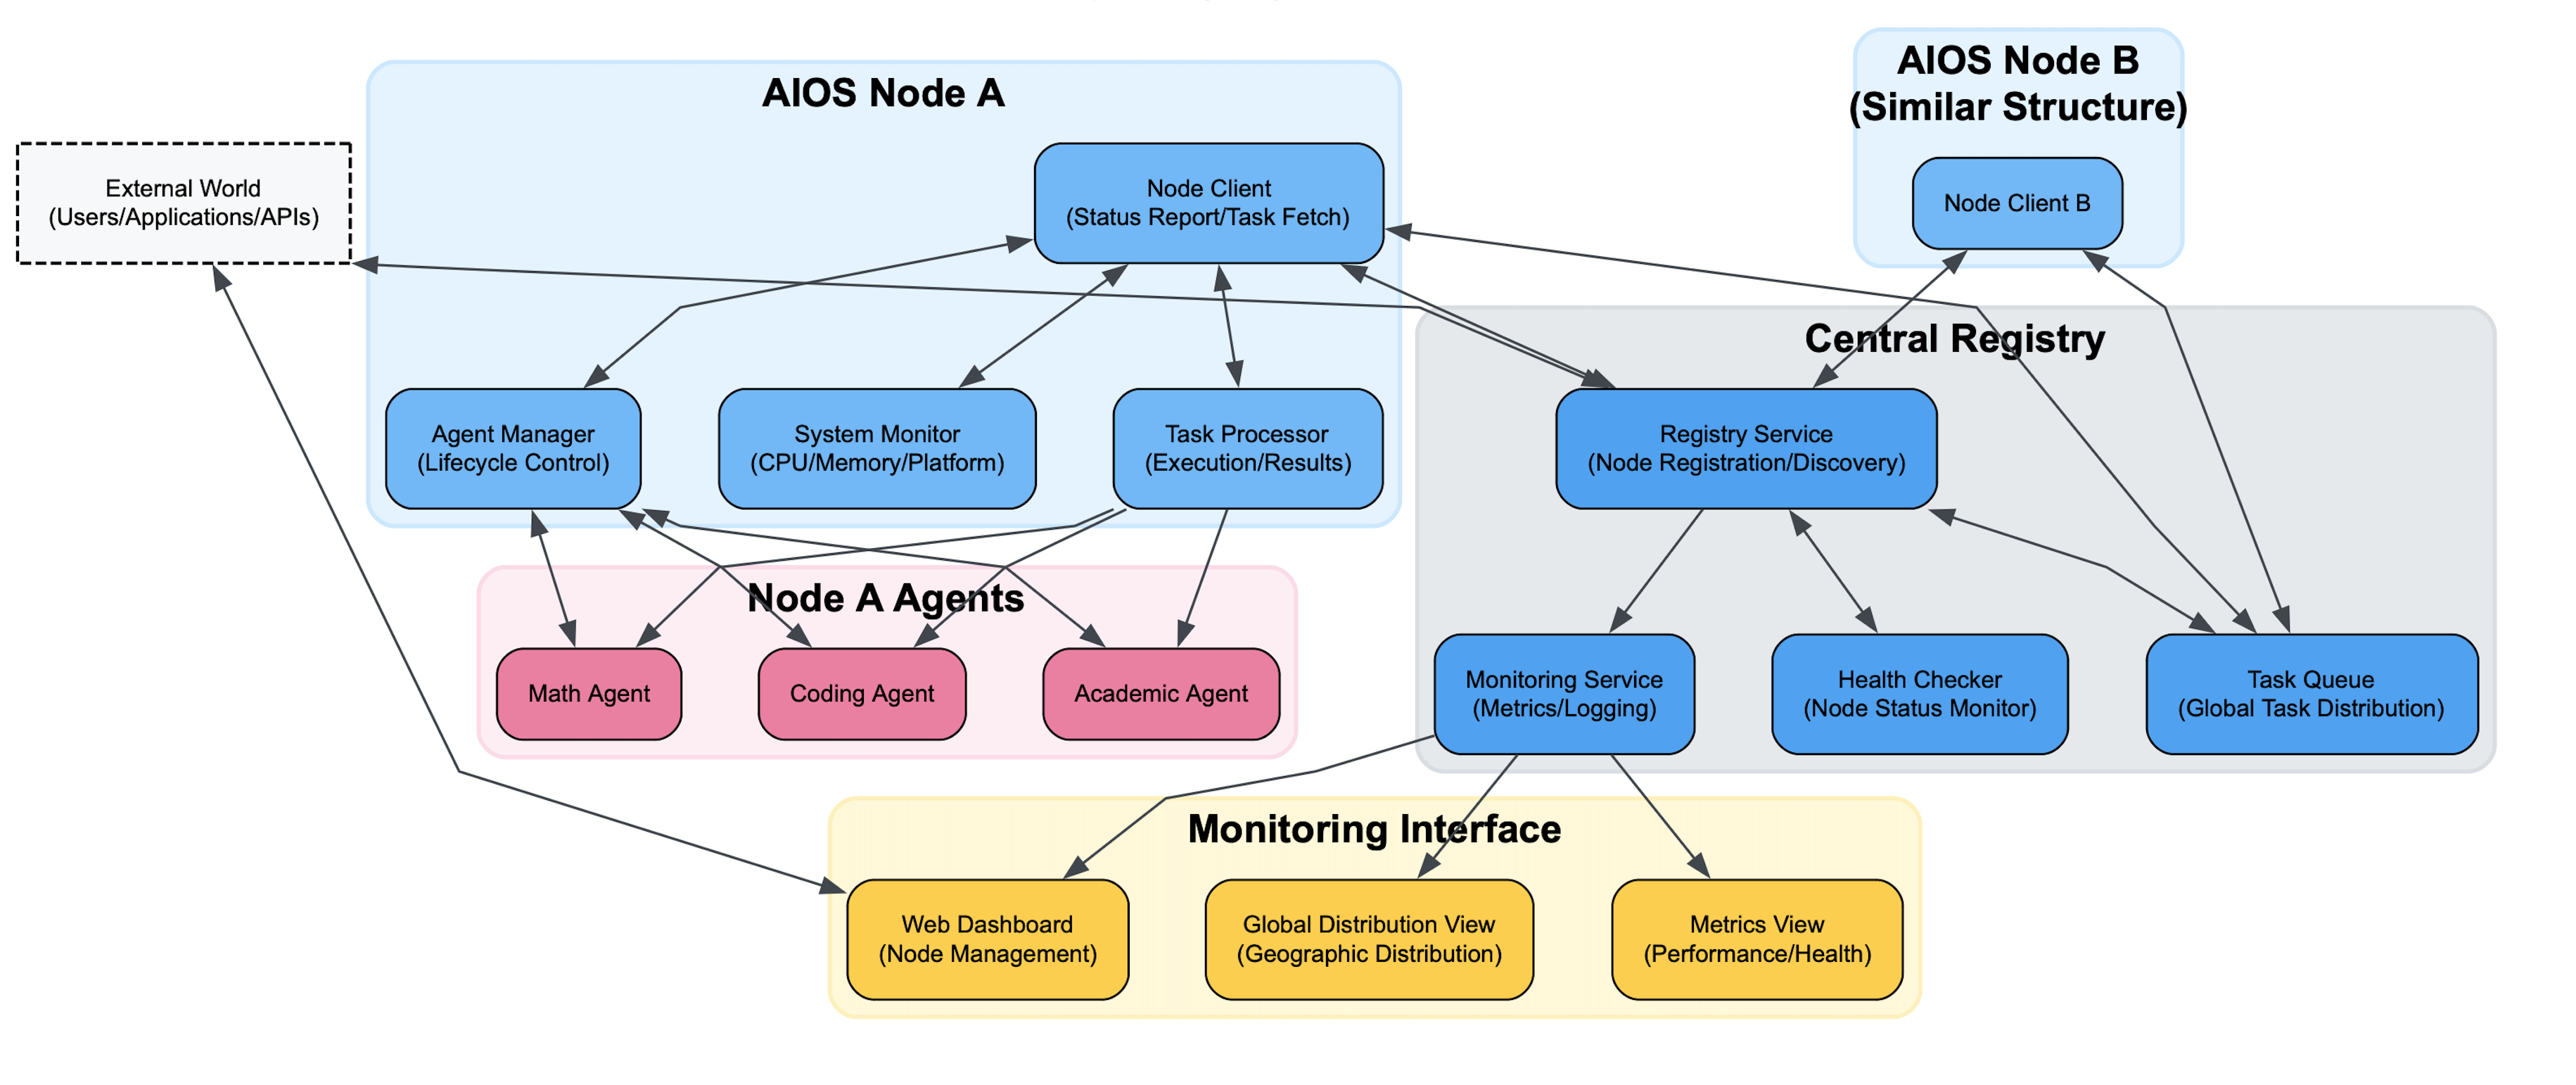 AIOS Node A
AIOS Node B
(Similar Structure)
External World
(Users/Applications/APIs)
Node Client
(Status Report/Task Fetch)
Node Client B
Central Registry
Agent Manager
(Lifecycle Control)
System Monitor
(CPU/Memory/Platform)
Task Processor
(Execution/Results)
Registry Service
(Node Registration/Discovery)
Node A Agents
Math Agent
Coding Agent
Academic Agent
Monitoring Service
(Metrics/Logging)
Health Checker
(Node Status Monitor)
Task Queue
(Global Task Distribution)
Monitoring Interface
Web Dashboard
(Node Management)
Global Distribution View
(Geographic Distribution)
Metrics View
(Performance/Health)